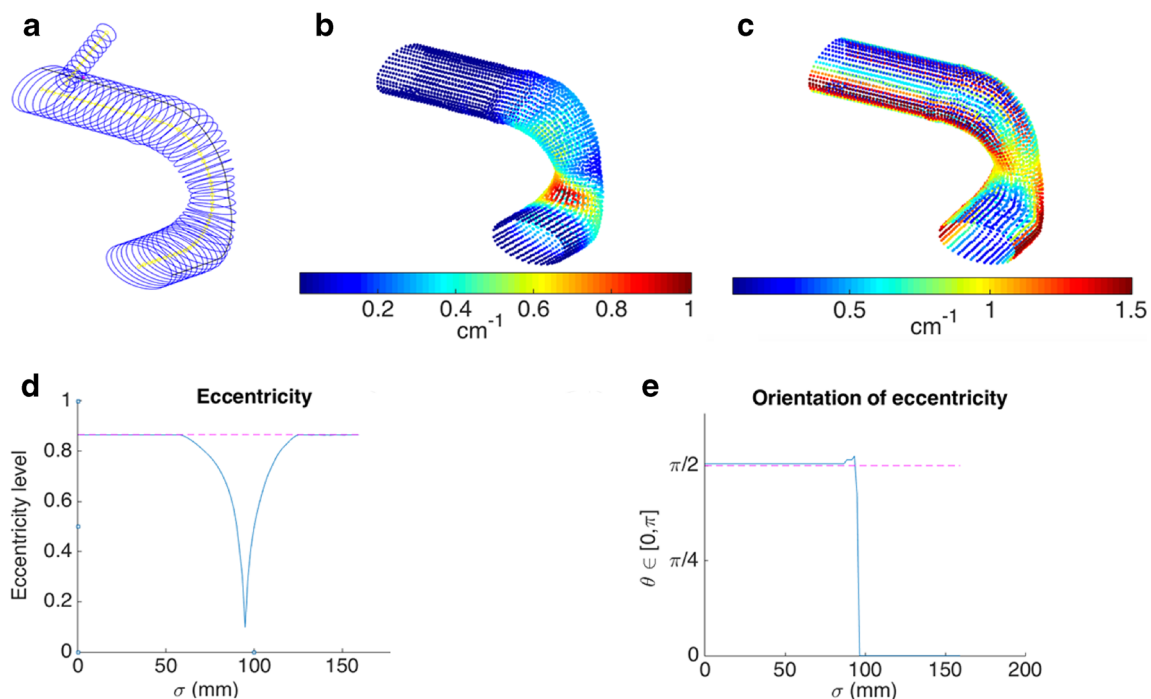 a
b
c
0.2 0.4 0.6 0.8 1
cm⁻¹
0.5 1 1.5
cm⁻¹
d
Eccentricity
1
0.8
0.6
0.4
0.2
0
Eccentricity level
0 50 100 150
σ (mm)
e
Orientation of eccentricity
π/2
π/4
0
θ ∈ [0,π]
0 50 100 150 200
σ (mm)